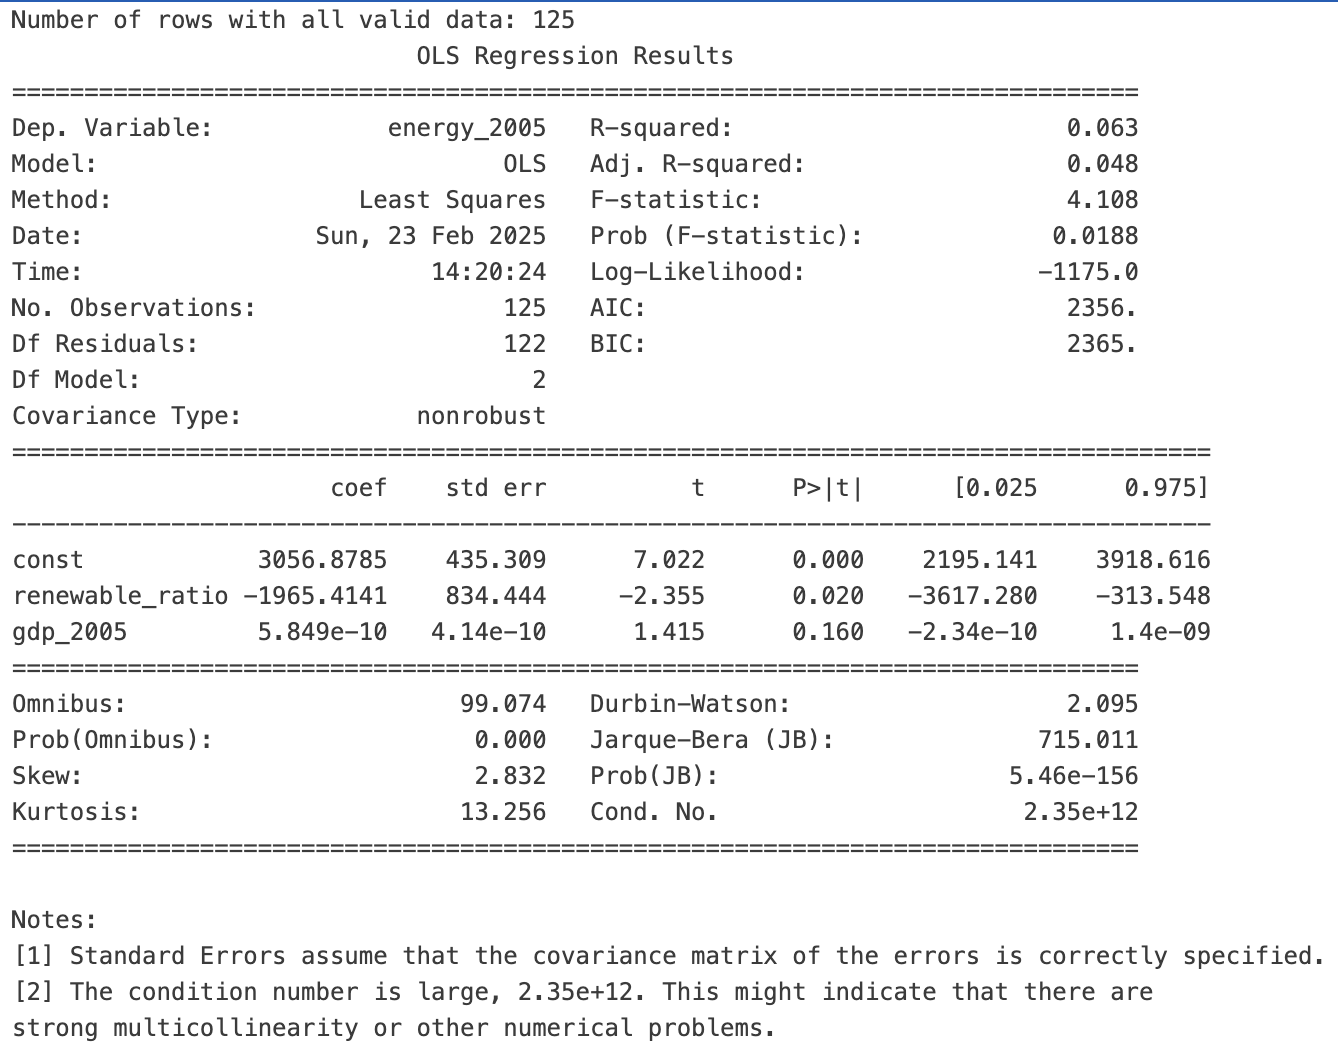 Number of rows with all valid data: 125
                            OLS Regression Results
==============================================================================
Dep. Variable:            energy_2005   R-squared:                       0.063
Model:                            OLS   Adj. R-squared:                  0.048
Method:                 Least Squares   F-statistic:                     4.108
Date:                Sun, 23 Feb 2025   Prob (F-statistic):             0.0188
Time:                        14:20:24   Log-Likelihood:                -1175.0
No. Observations:                 125   AIC:                             2356.
Df Residuals:                     122   BIC:                             2365.
Df Model:                           2
Covariance Type:            nonrobust
===================================================================================
                      coef    std err          t      P>|t|      [0.025      0.975]
-----------------------------------------------------------------------------------
const            3056.8785    435.309      7.022      0.000    2195.141    3918.616
renewable_ratio -1965.4141    834.444     -2.355      0.020   -3617.280    -313.548
gdp_2005         5.849e-10   4.14e-10      1.415      0.160   -2.34e-10     1.4e-09
==============================================================================
Omnibus:                       99.074   Durbin-Watson:                   2.095
Prob(Omnibus):                  0.000   Jarque-Bera (JB):              715.011
Skew:                           2.832   Prob(JB):                    5.46e-156
Kurtosis:                      13.256   Cond. No.                     2.35e+12
==============================================================================

Notes:
[1] Standard Errors assume that the covariance matrix of the errors is correctly specified.
[2] The condition number is large, 2.35e+12. This might indicate that there are
strong multicollinearity or other numerical problems.